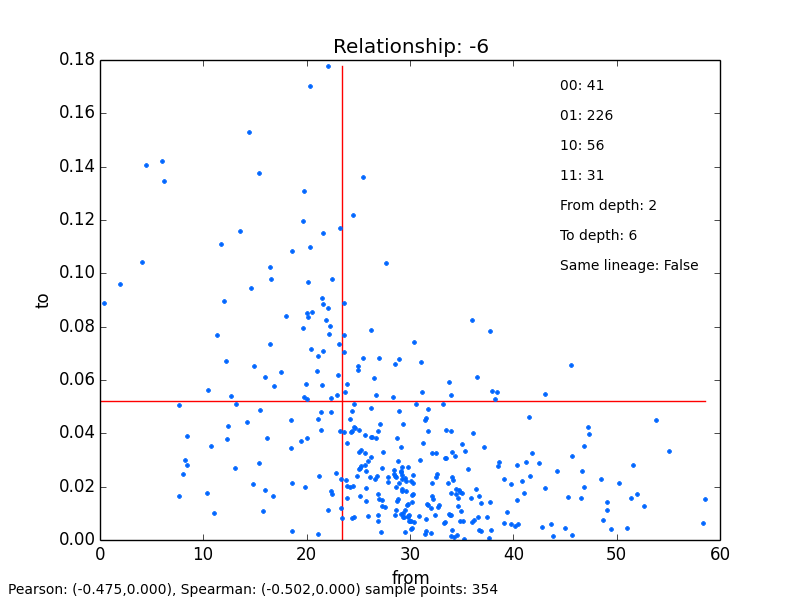 Relationship: -6
0.18
0.16
0.14
0.12
0.10
0.08
0.06
0.04
0.02
0.00
to
00: 41
01: 226
10: 56
11: 31
From depth: 2
To depth: 6
Same lineage: False
0 10 20 30 40 50 60
from
Pearson: (-0.475,0.000), Spearman: (-0.502,0.000) sample points: 354